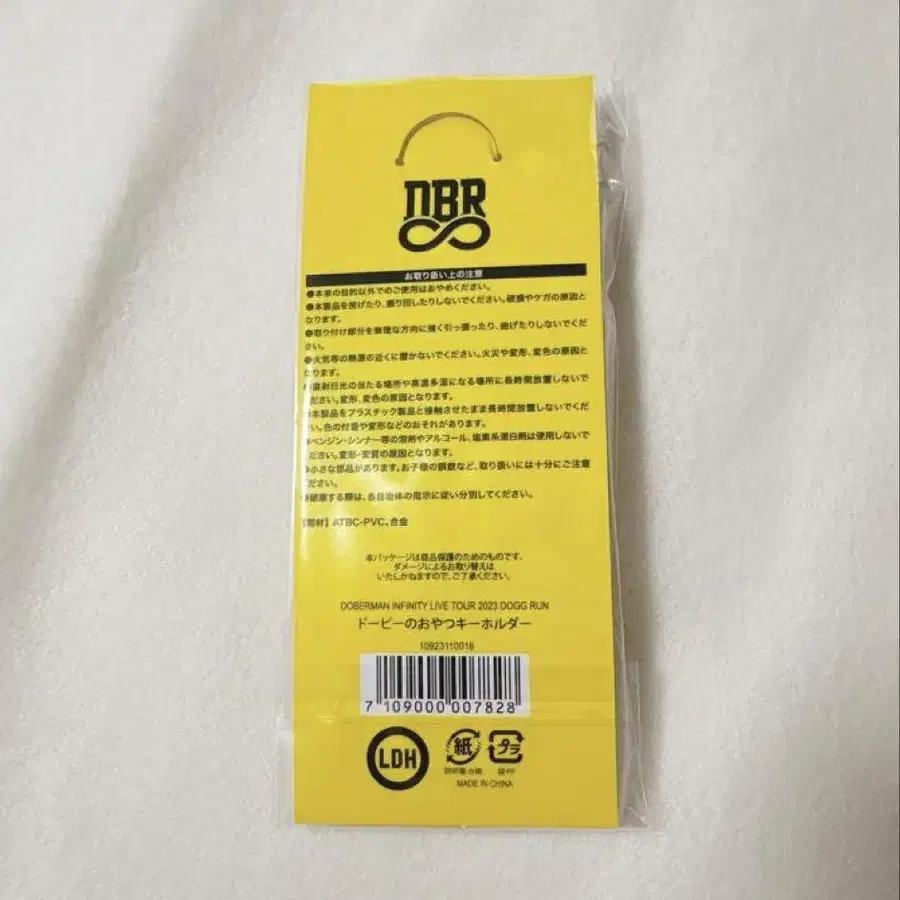 DBR
お取り扱い上の注意
●本来の目的以外でのご使用はおやめください。
●本製品を投げたり、振り回したりしないでください。破損やケガの原因と
なります。
●取り付け部分を無理な方向に強く引っ張ったり、曲げたりしないでくだ
さい。
●火気等の熱源の近くに置かないでください。火災や変形、変色の原因と
なります。
●直射日光の当たる場所や高温多湿になる場所に長時間放置しないで
ください。変形、変色の原因となります。
●本製品をプラスチック製品と接触させたまま長時間放置しないでくだ
さい。色の付着や変形などのおそれがあります。
●ベンジン・シンナー等の溶剤やアルコール、塩素系漂白剤は使用しないで
ください。変形・変質の原因となります。
●小さな部品があります。お子様の誤飲など、取り扱いには十分にご注意
ください。
●破棄する際は、各自治体の指示に従い分別してください。
【素材】ATBC-PVC、合金
本パッケージは商品保護のためのものです。
ダメージによるお取り替えは
いたしかねますので、ご了承ください。
DOBERMAN INFINITY LIVE TOUR 2023 DOGG RUN
ドービーのおやつキーホルダー
10923110018
7 109000 007828
LDH
紙
プラ
説明書・台紙
袋:PP
MADE IN CHINA